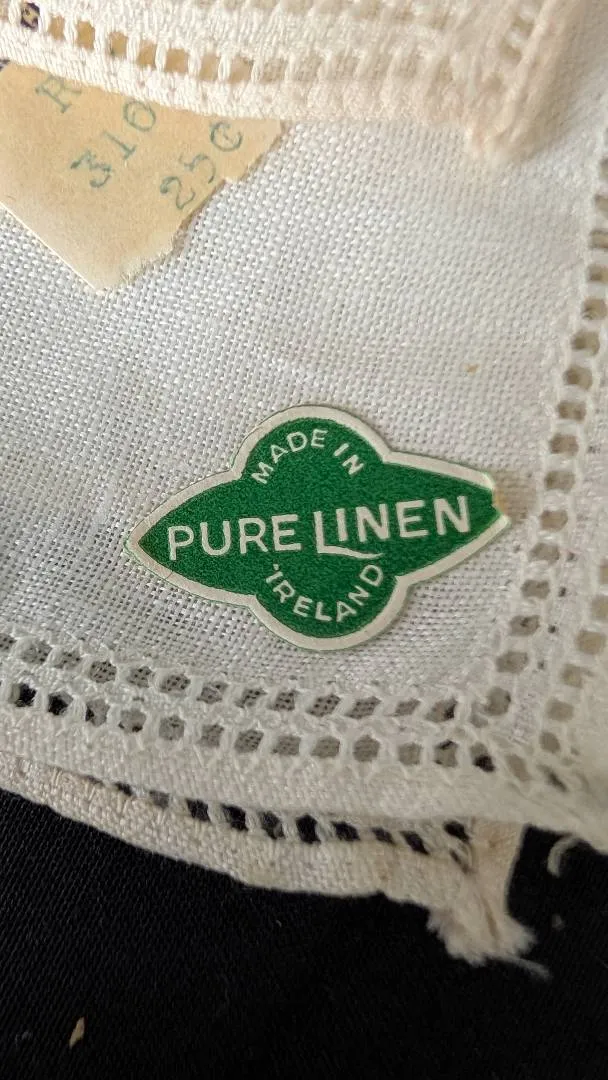 R
310
25¢
MADE IN
PURE LINEN
IRELAND